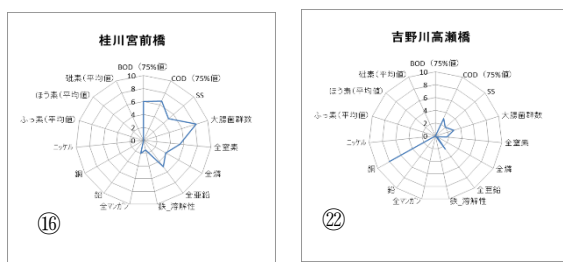 桂川宮前橋
BOD (75%値)
COD (75%値)
SS
大腸菌群数
全窒素
全燐
全亜鉛
鉄_溶解性
全マンガン
鉛
銅
ニッケル
ふっ素(平均値)
ほう素(平均値)
砒素(平均値)
10
8
6
4
2
0
⑯
吉野川高瀬橋
BOD (75%値)
COD (75%値)
SS
大腸菌群数
全窒素
全燐
全亜鉛
鉄_溶解性
全マンガン
鉛
銅
ニッケル
ふっ素(平均値)
ほう素(平均値)
砒素(平均値)
10
8
6
4
2
0
㉒